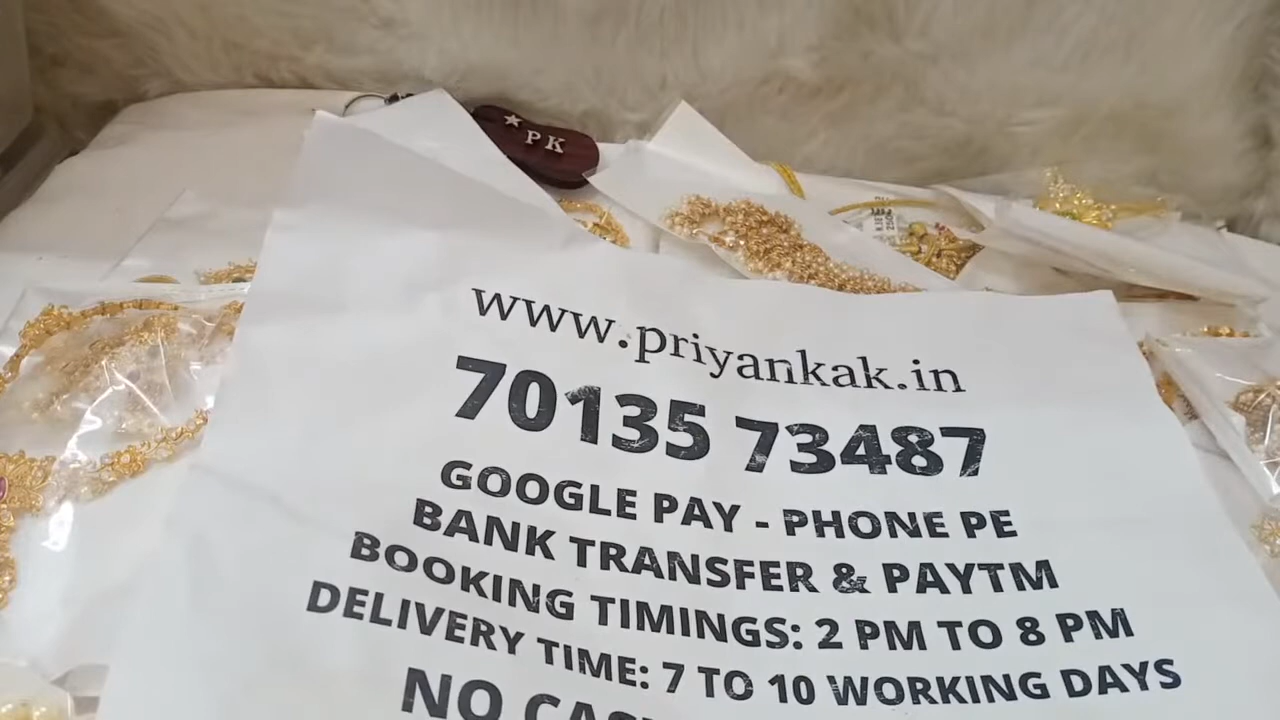 PK
www.priyankak.in
70135 73487
GOOGLE PAY - PHONE PE
BANK TRANSFER & PAYTM
BOOKING TIMINGS: 2 PM TO 8 PM
DELIVERY TIME: 7 TO 10 WORKING DAYS
NO